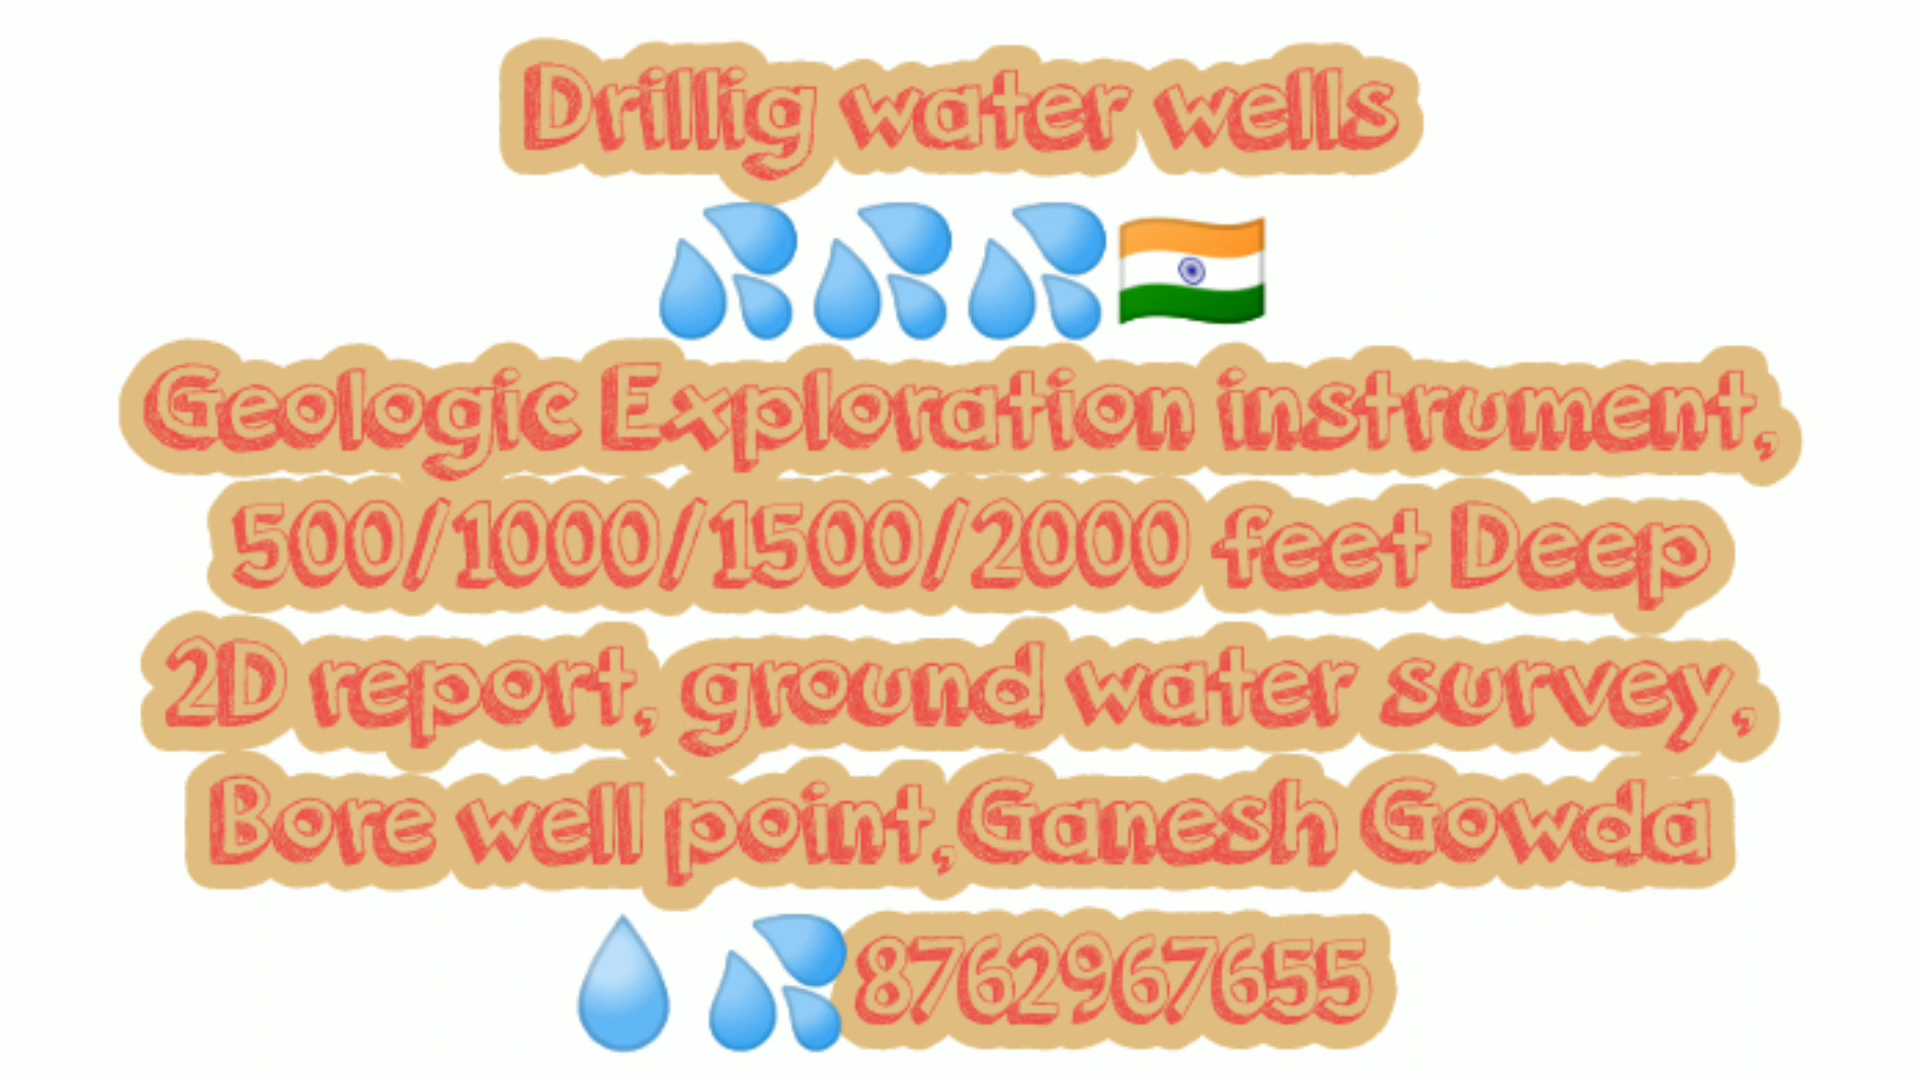 Drillig water wells
💦💦💦🇮🇳
Geologic Exploration instrument,
500/1000/1500/2000 feet Deep
2D report, ground water survey,
Bore well point,Ganesh Gowda
💧💦8762967655